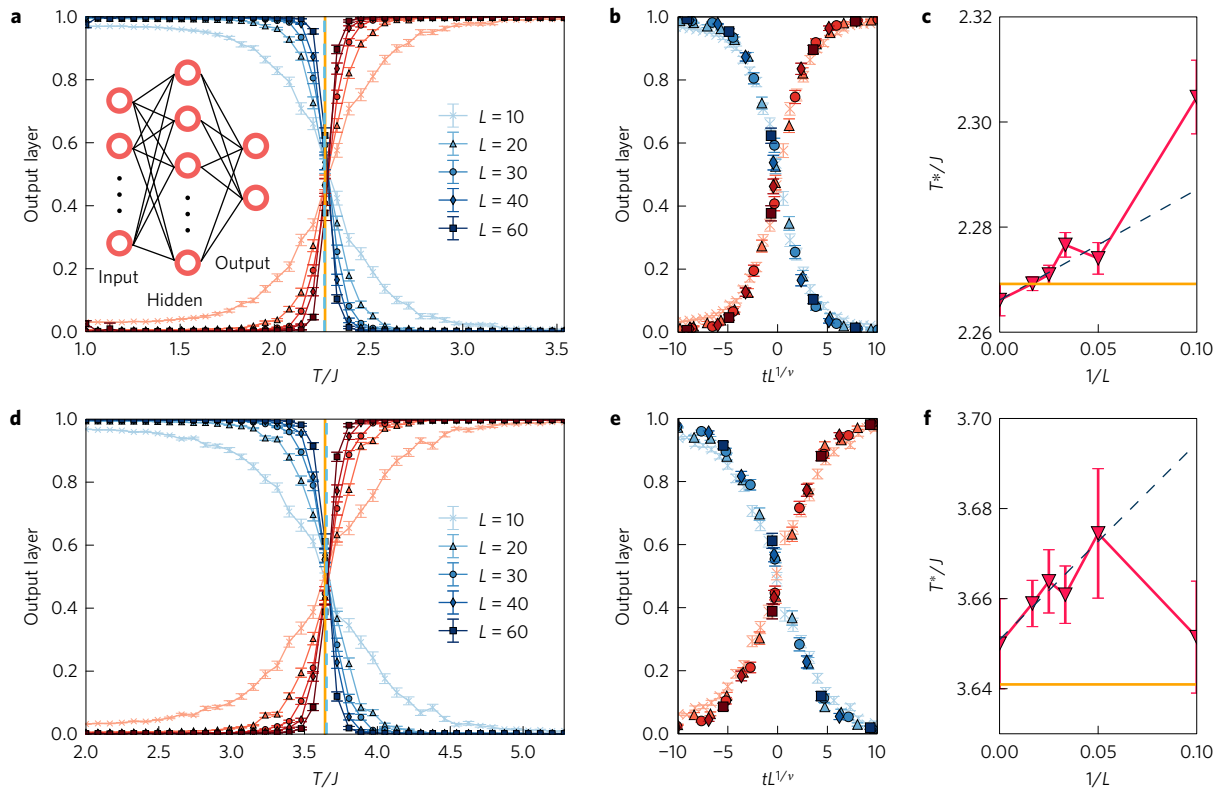 a
Output layer
1.0
0.8
0.6
0.4
0.2
0.0
Input
Hidden
Output
L = 10
L = 20
L = 30
L = 40
L = 60
1.0 1.5 2.0 2.5 3.0 3.5
T/J
b
Output layer
1.0
0.8
0.6
0.4
0.2
0.0
−10 −5 0 5 10
tL^{1/ν}
c
T*/J
2.32
2.30
2.28
2.26
0.00 0.05 0.10
1/L
d
Output layer
1.0
0.8
0.6
0.4
0.2
0.0
L = 10
L = 20
L = 30
L = 40
L = 60
2.0 2.5 3.0 3.5 4.0 4.5 5.0
T/J
e
Output layer
1.0
0.8
0.6
0.4
0.2
0.0
−10 −5 0 5 10
tL^{1/ν}
f
T*/J
3.70
3.68
3.66
3.64
0.00 0.05 0.10
1/L